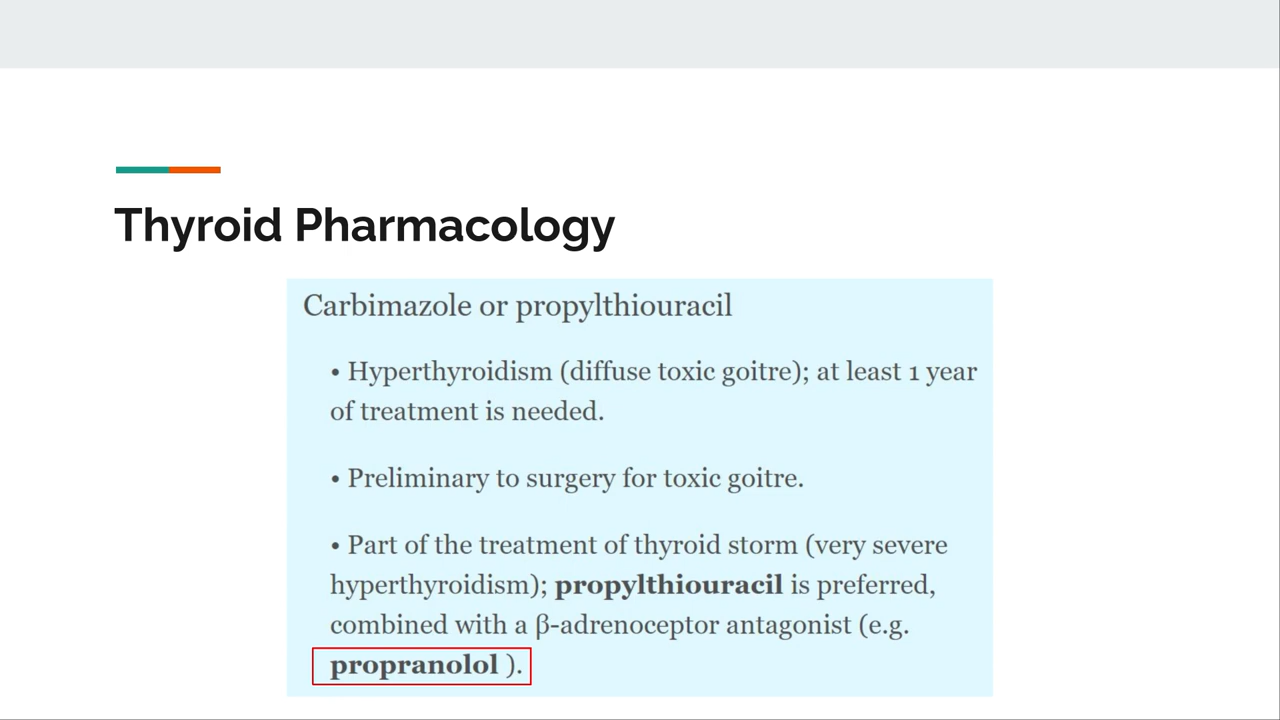 Thyroid Pharmacology
Carbimazole or propylthiouracil
• Hyperthyroidism (diffuse toxic goitre); at least 1 year
of treatment is needed.
• Preliminary to surgery for toxic goitre.
• Part of the treatment of thyroid storm (very severe
hyperthyroidism); propylthiouracil is preferred,
combined with a β-adrenoceptor antagonist (e.g.
propranolol ).